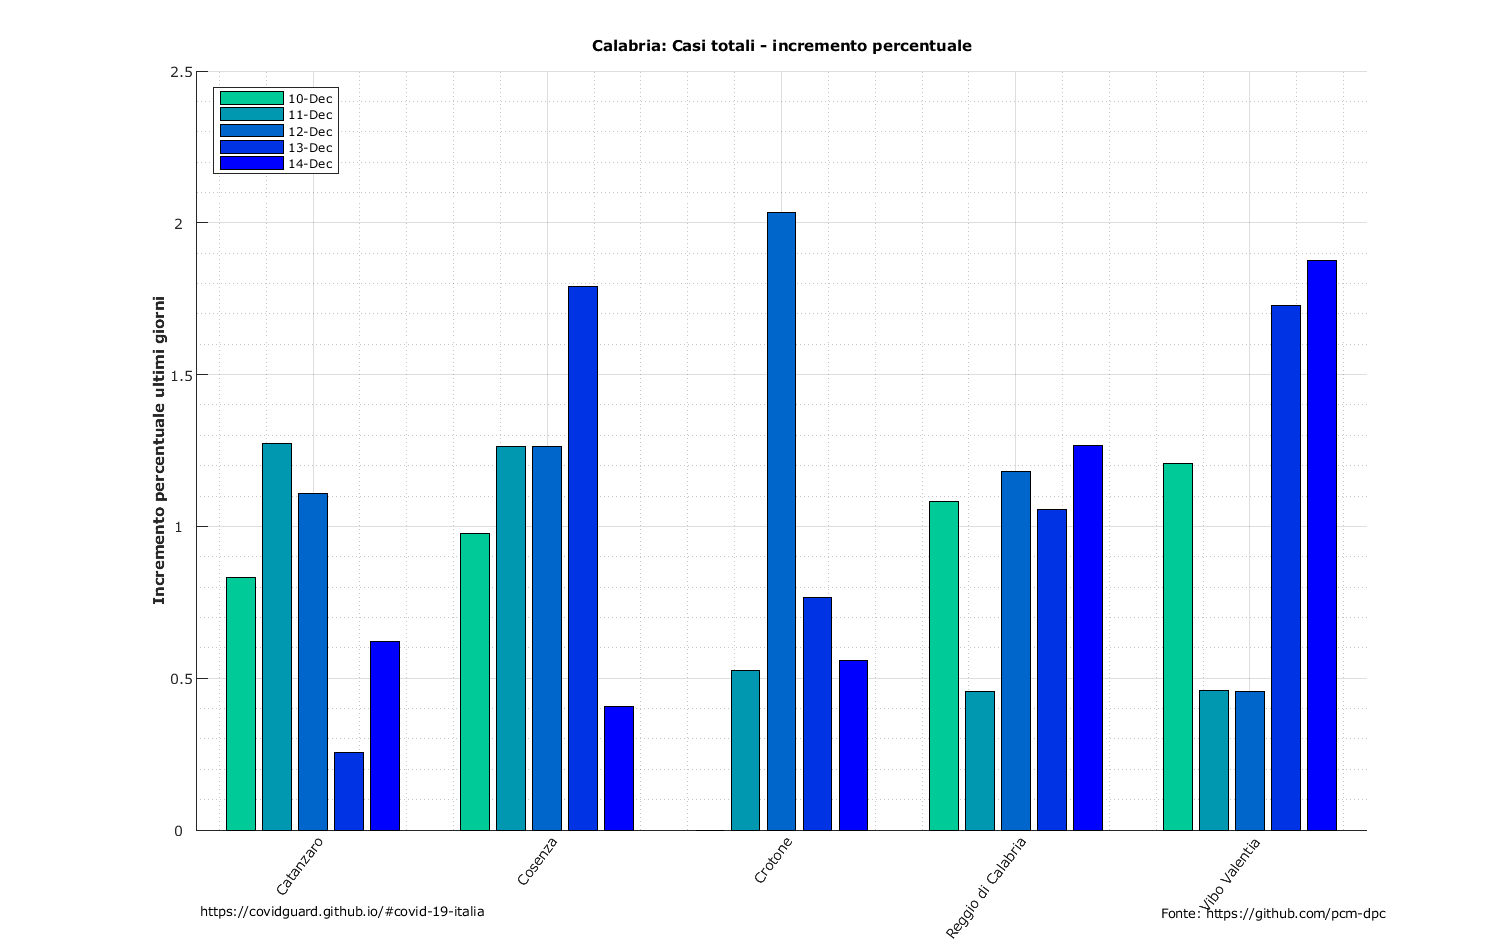 Calabria: Casi totali - incremento percentuale
Incremento percentuale ultimi giorni
2.5
2
1.5
1
0.5
0
10-Dec
11-Dec
12-Dec
13-Dec
14-Dec
Catanzaro
Cosenza
Crotone
Reggio di Calabria
Vibo Valentia
https://covidguard.github.io/#covid-19-italia
Fonte: https://github.com/pcm-dpc